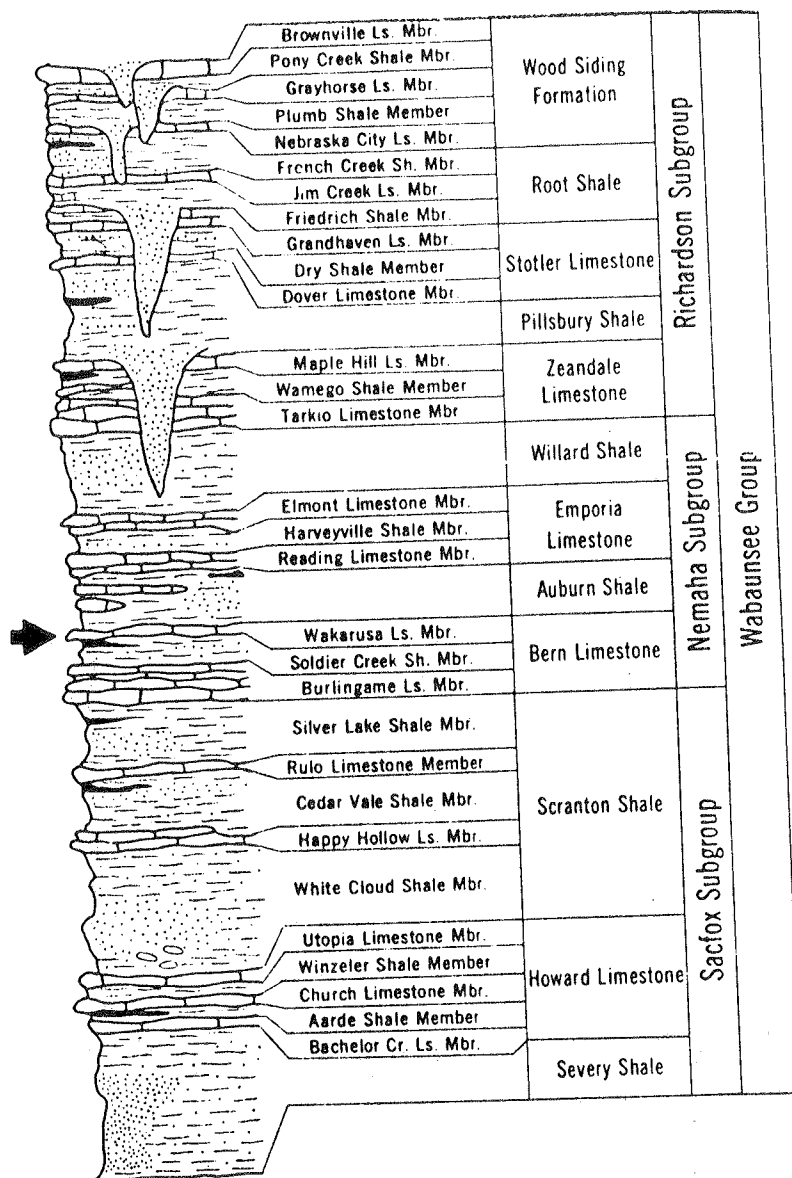 Brownville Ls. Mbr.
Pony Creek Shale Mbr.
Grayhorse Ls. Mbr.
Plumb Shale Member
Nebraska City Ls. Mbr.
French Creek Sh. Mbr.
Jim Creek Ls. Mbr.
Friedrich Shale Mbr.
Grandhaven Ls. Mbr.
Dry Shale Member
Dover Limestone Mbr.
Maple Hill Ls. Mbr.
Wamego Shale Member
Tarkio Limestone Mbr
Elmont Limestone Mbr.
Harveyville Shale Mbr.
Reading Limestone Mbr.
Wakarusa Ls. Mbr.
Soldier Creek Sh. Mbr.
Burlingame Ls. Mbr.
Silver Lake Shale Mbr.
Rulo Limestone Member
Cedar Vale Shale Mbr.
Happy Hollow Ls. Mbr.
White Cloud Shale Mbr.
Utopia Limestone Mbr.
Winzeler Shale Member
Church Limestone Mbr.
Aarde Shale Member
Bachelor Cr. Ls. Mbr.
Wood Siding
Formation
Root Shale
Stotler Limestone
Pillsbury Shale
Zeandale
Limestone
Willard Shale
Emporia
Limestone
Auburn Shale
Bern Limestone
Scranton Shale
Howard Limestone
Severy Shale
Richardson Subgroup
Nemaha Subgroup
Sacfox Subgroup
Wabaunsee Group